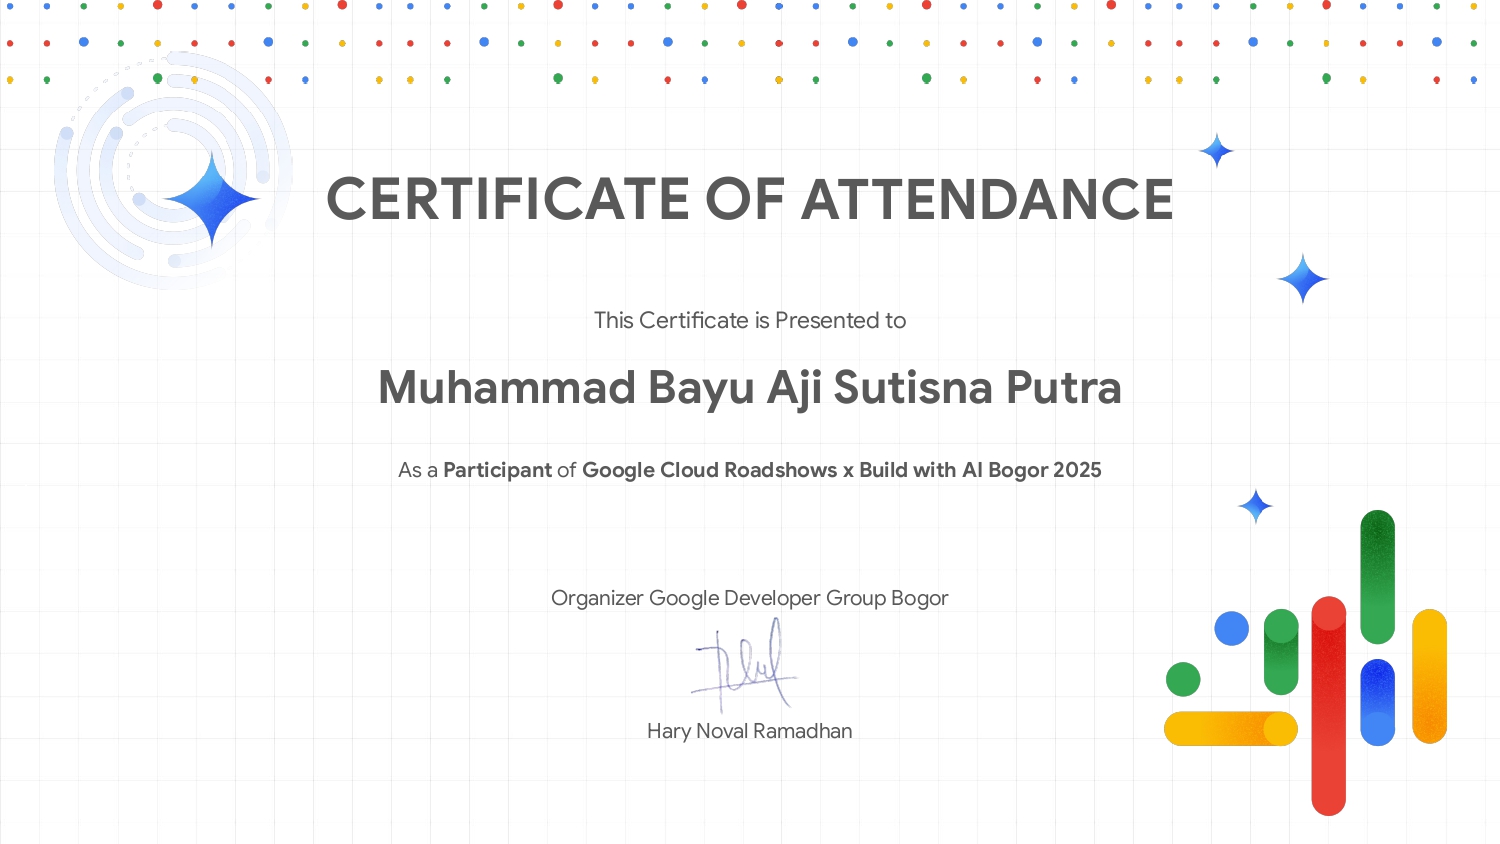 CERTIFICATE OF ATTENDANCE
This Certificate is Presented to
Muhammad Bayu Aji Sutisna Putra
As a Participant of Google Cloud Roadshows x Build with AI Bogor 2025
Organizer Google Developer Group Bogor
Hary Noval Ramadhan